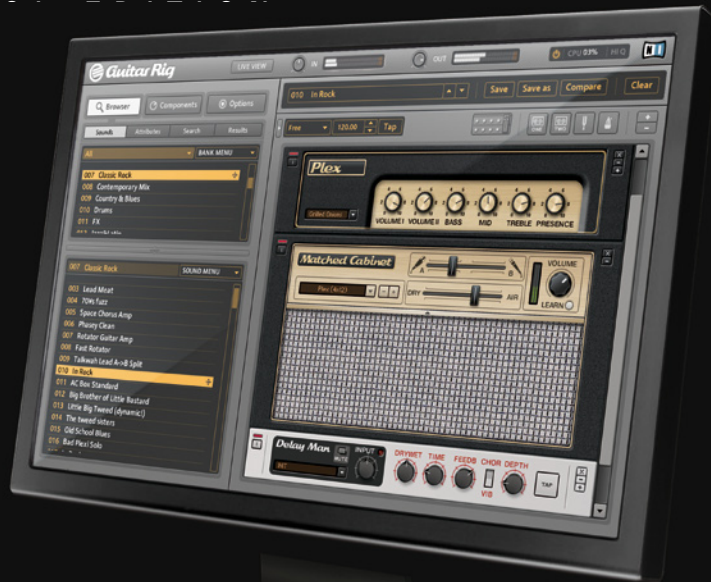 Guitar Rig
LIVE VIEW
IN
OUT
CPU 03%
HI Q
010 In Rock
Save
Save as
Compare
Clear
Browser
Components
Options
Sounds
Attributes
Search
Results
Free
120.00
Tap
All
BANK MENU
007 Classic Rock
008 Contemporary Mix
009 Country & Blues
010 Drums
011 FX
Plex
VOLUME I
VOLUME II
BASS
MID
TREBLE
PRESENCE
Matched Cabinet
A
B
VOLUME
DRY
AIR
LEARN
007 Classic Rock
SOUND MENU
003 Lead Meat
004 70ies fuzz
005 Space Chorus Amp
006 Phasey Clean
007 Rotator Guitar Amp
008 Fast Rotator
009 Talkwah Lead A->B Split
010 In Rock
011 AC Box Standard
012 Big Brother of Little Bastard
013 Little Big Tweed (dynamic!)
014 The tweed sisters
015 Old School Blues
016 Bad Plexi Solo
Delay Man
MUTE
INPUT
DRYWET
TIME
FEEDB
CHOR
DEPTH
VIB
TAP